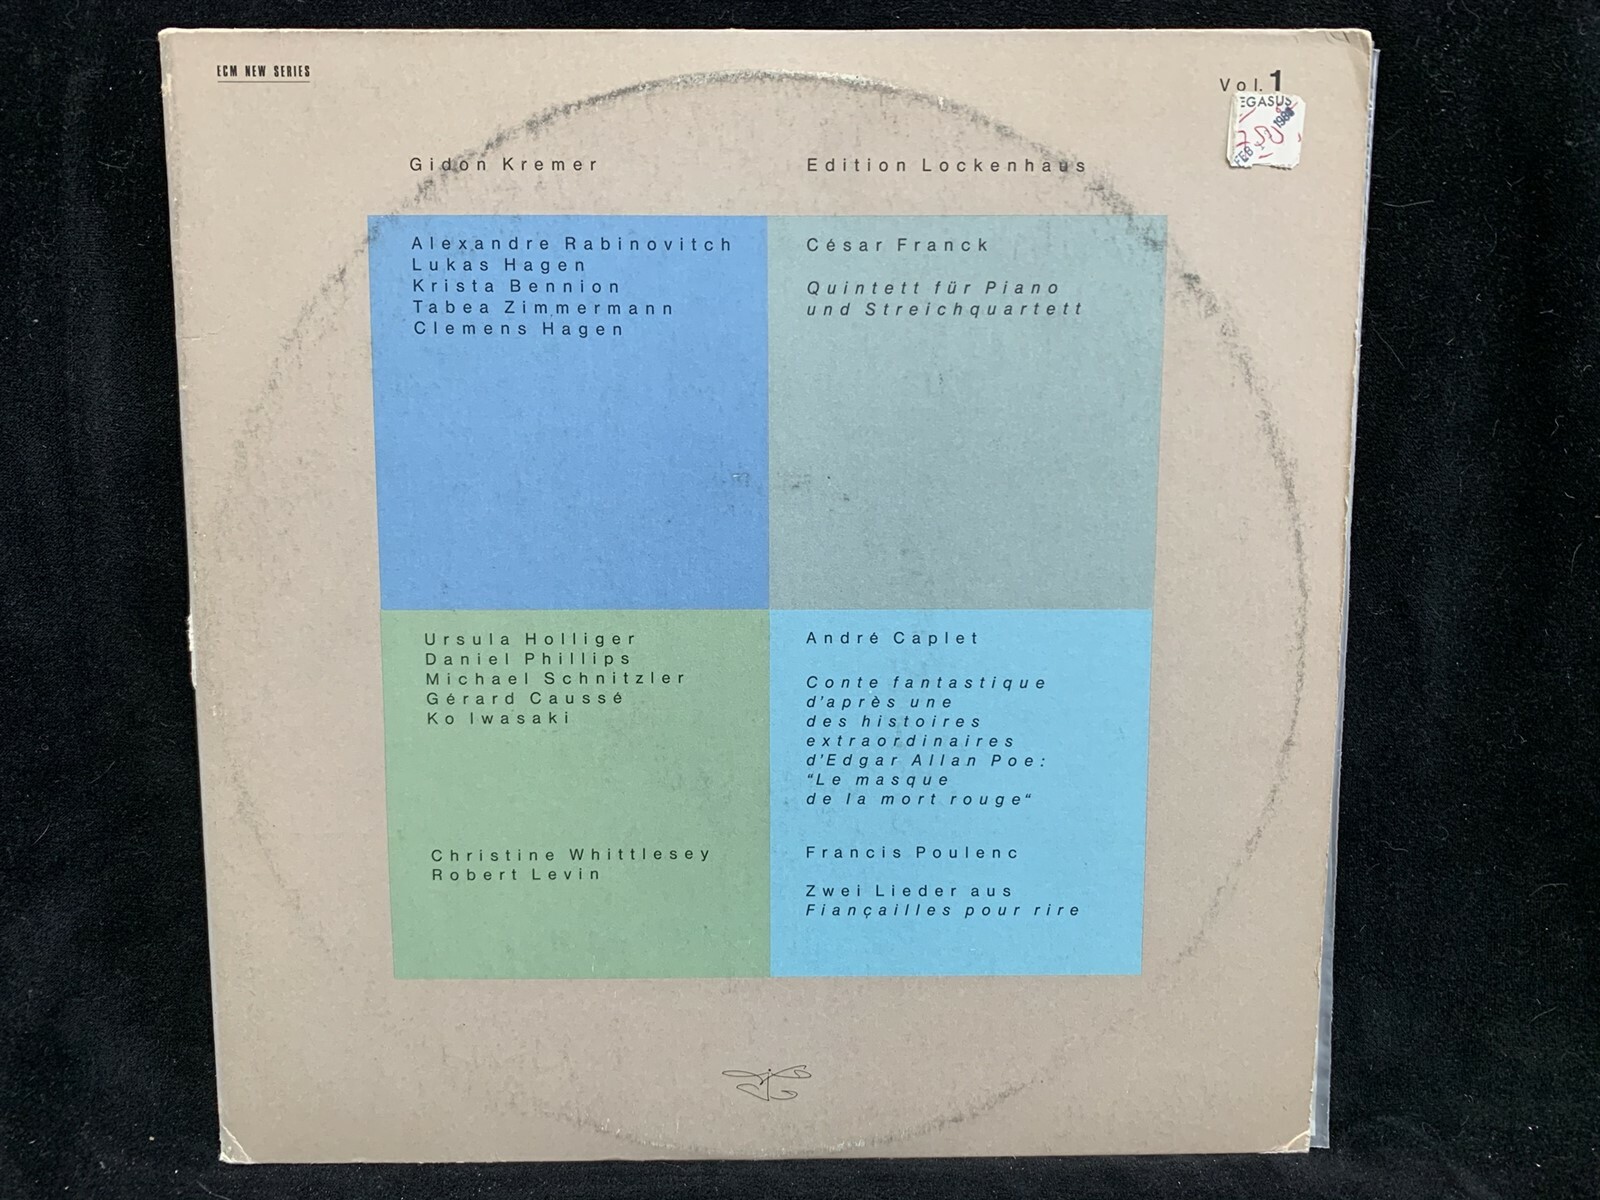 ECM NEW SERIES
Vol. 1
EGASUS
FEB
Gidon Kremer
Edition Lockenhaus
Alexandre Rabinovitch
Lukas Hagen
Krista Bennion
Tabea Zimmermann
Clemens Hagen
César Franck
Quintett für Piano
und Streichquartett
Ursula Holliger
Daniel Phillips
Michael Schnitzler
Gérard Caussé
Ko Iwasaki
Christine Whittlesey
Robert Levin
André Caplet
Conte fantastique
d'après une
des histoires
extraordinaires
d'Edgar Allan Poe:
“Le masque
de la mort rouge“
Francis Poulenc
Zwei Lieder aus
Fiançailles pour rire